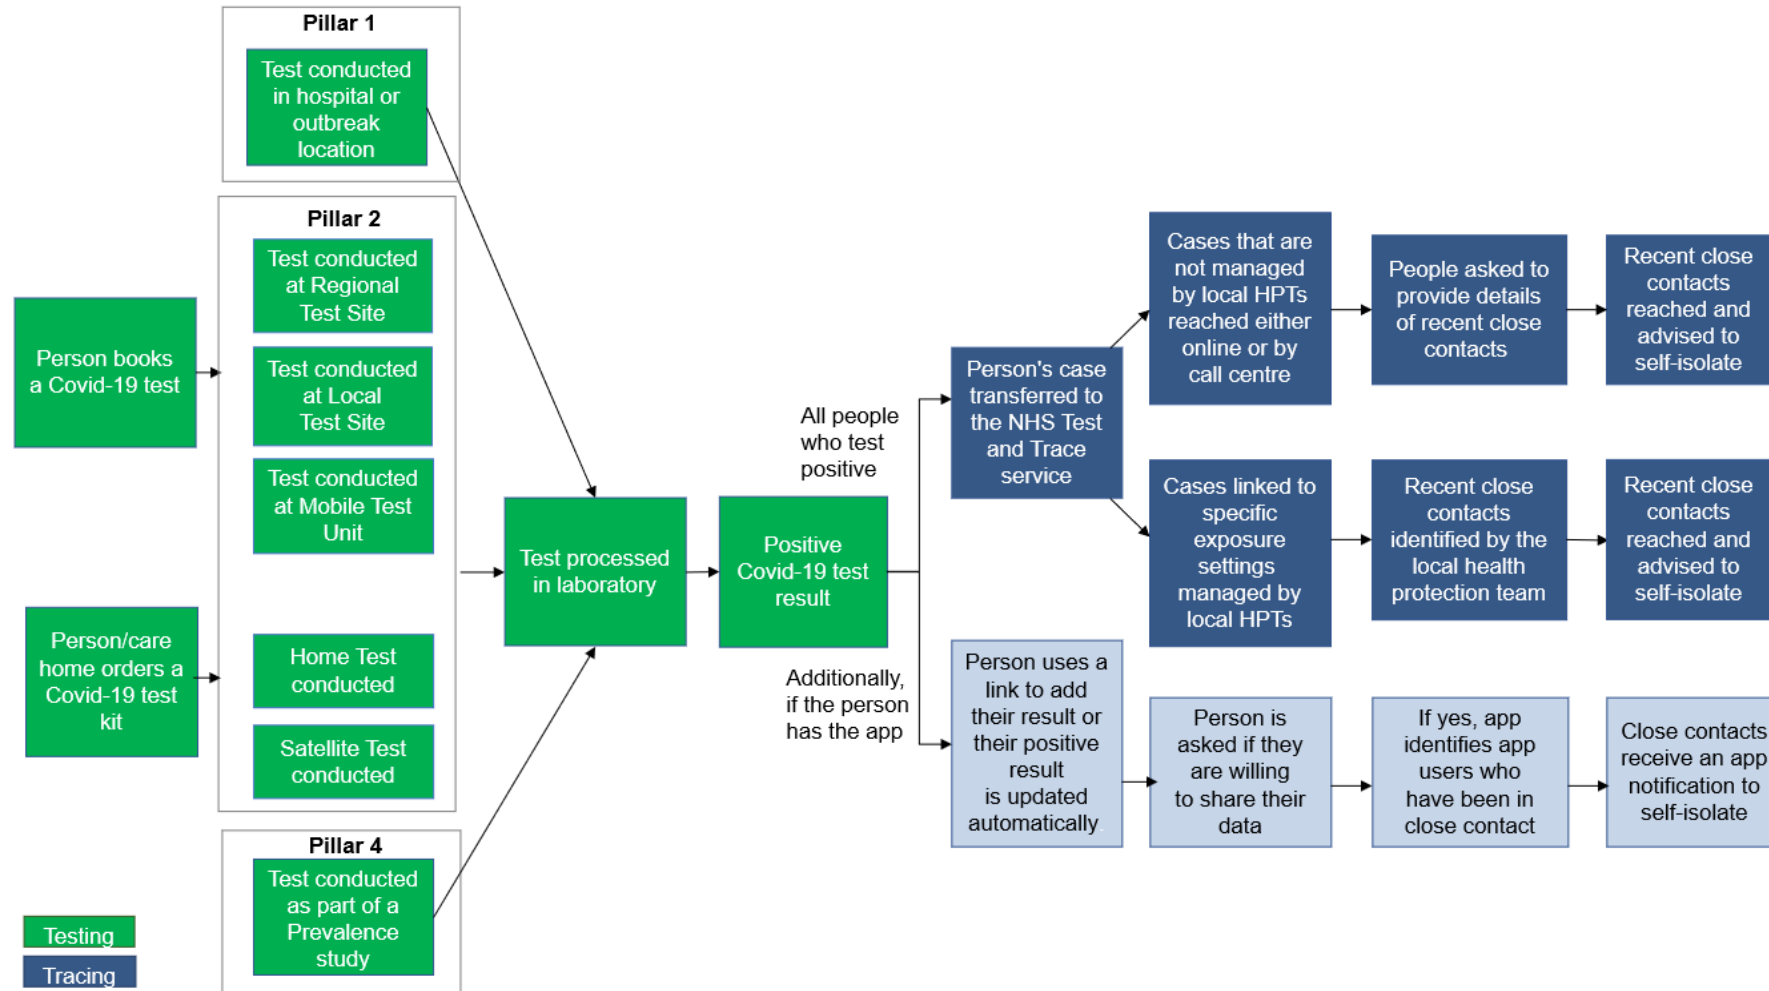 Pillar 1
Test conducted
in hospital or
outbreak
location
Pillar 2
Test conducted
at Regional
Test Site
Test conducted
at Local
Test Site
Test conducted
at Mobile Test
Unit
Home Test
conducted
Satellite Test
conducted
Person books
a Covid-19 test
Person/care
home orders a
Covid-19 test
kit
Pillar 4
Test conducted
as part of a
Prevalence
study
Testing
Tracing
Test processed
in laboratory
Positive
Covid-19 test
result
All people
who test
positive
Additionally,
if the person
has the app
Person's case
transferred to
the NHS Test
and Trace
service
Cases that are
not managed
by local HPTs
reached either
online or by
call centre
People asked to
provide details
of recent close
contacts
Recent close
contacts
reached and
advised to
self-isolate
Cases linked to
specific
exposure
settings
managed by
local HPTs
Recent close
contacts
identified by the
local health
protection team
Recent close
contacts
reached and
advised to
self-isolate
Person uses a
link to add
their result or
their positive
result
is updated
automatically.
Person is
asked if they
are willing
to share their
data
If yes, app
identifies app
users who
have been in
close contact
Close contacts
receive an app
notification to
self-isolate